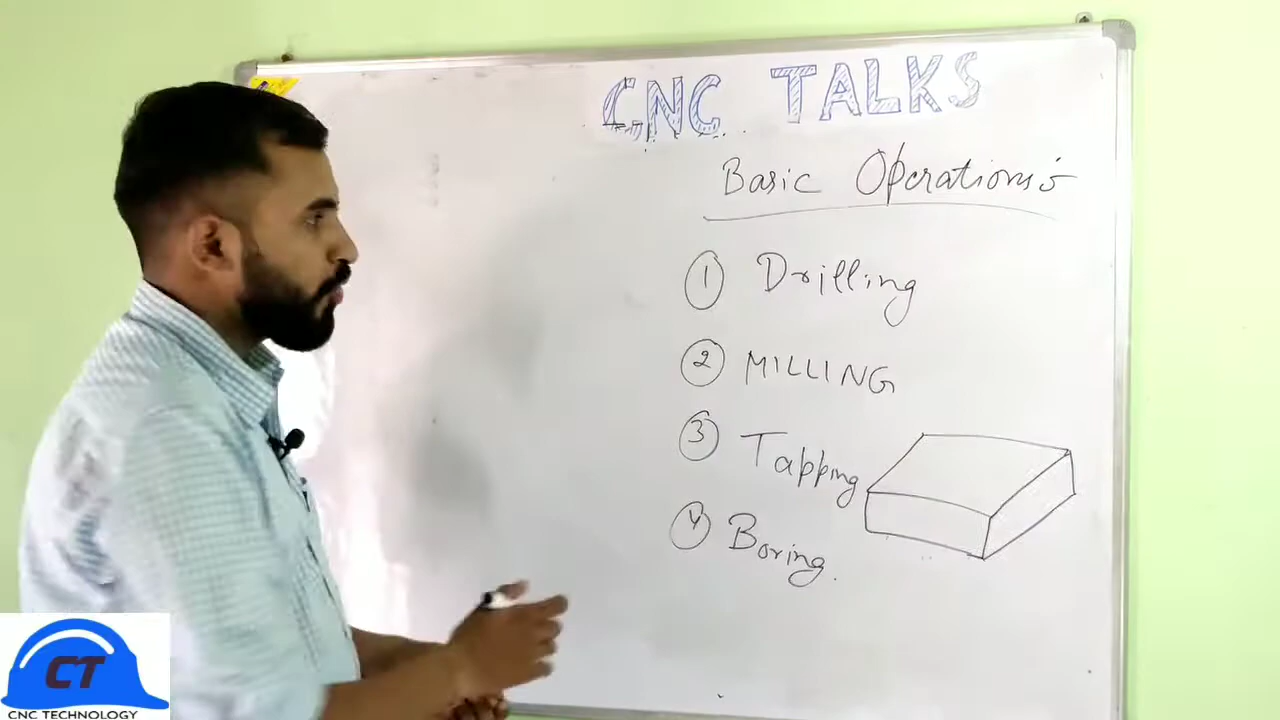 CNC TALKS
Basic Operations
1 Drilling
2 MILLING
3 Tapping
4 Boring.
CT
CNC TECHNOLOGY